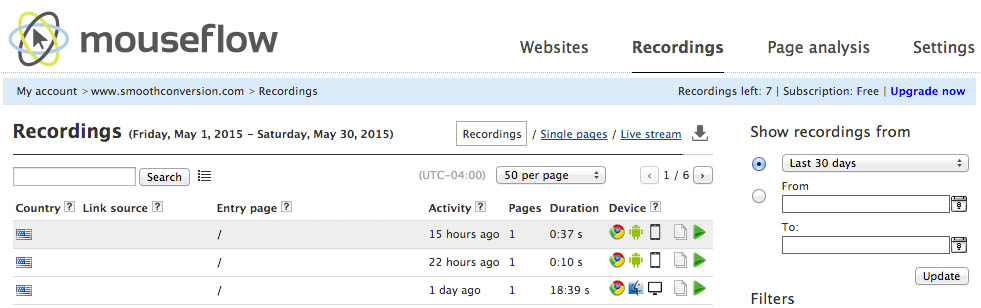 mouseflow
Websites Recordings Page analysis Settings
My account > www.smoothconversion.com > Recordings Recordings left: 7 | Subscription: Free | Upgrade now
Recordings (Friday, May 1, 2015 – Saturday, May 30, 2015) Recordings / Single pages / Live stream
Search (UTC-04:00) 50 per page ‹ 1 / 6 ›
Country ? Link source ? Entry page ? Activity ? Pages Duration Device ?
/ 15 hours ago 1 0:37 s
/ 22 hours ago 1 0:10 s
/ 1 day ago 1 18:39 s
Show recordings from
Last 30 days
From
To:
Update
Filters